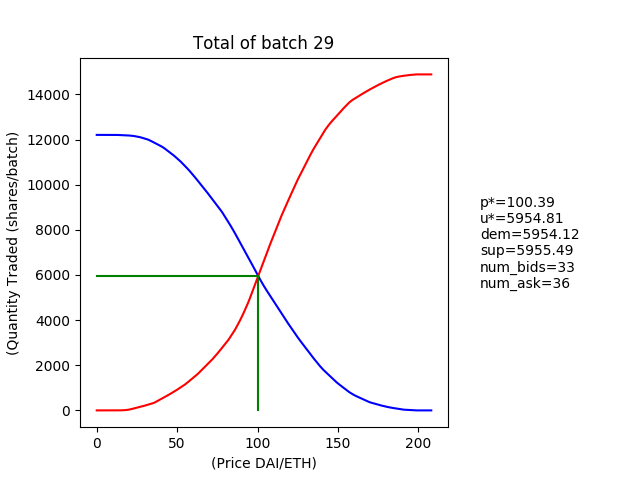 Total of batch 29
14000
12000
10000
8000
6000
4000
2000
0
(Quantity Traded (shares/batch)
0 50 100 150 200
(Price DAI/ETH)
p*=100.39
u*=5954.81
dem=5954.12
sup=5955.49
num_bids=33
num_ask=36